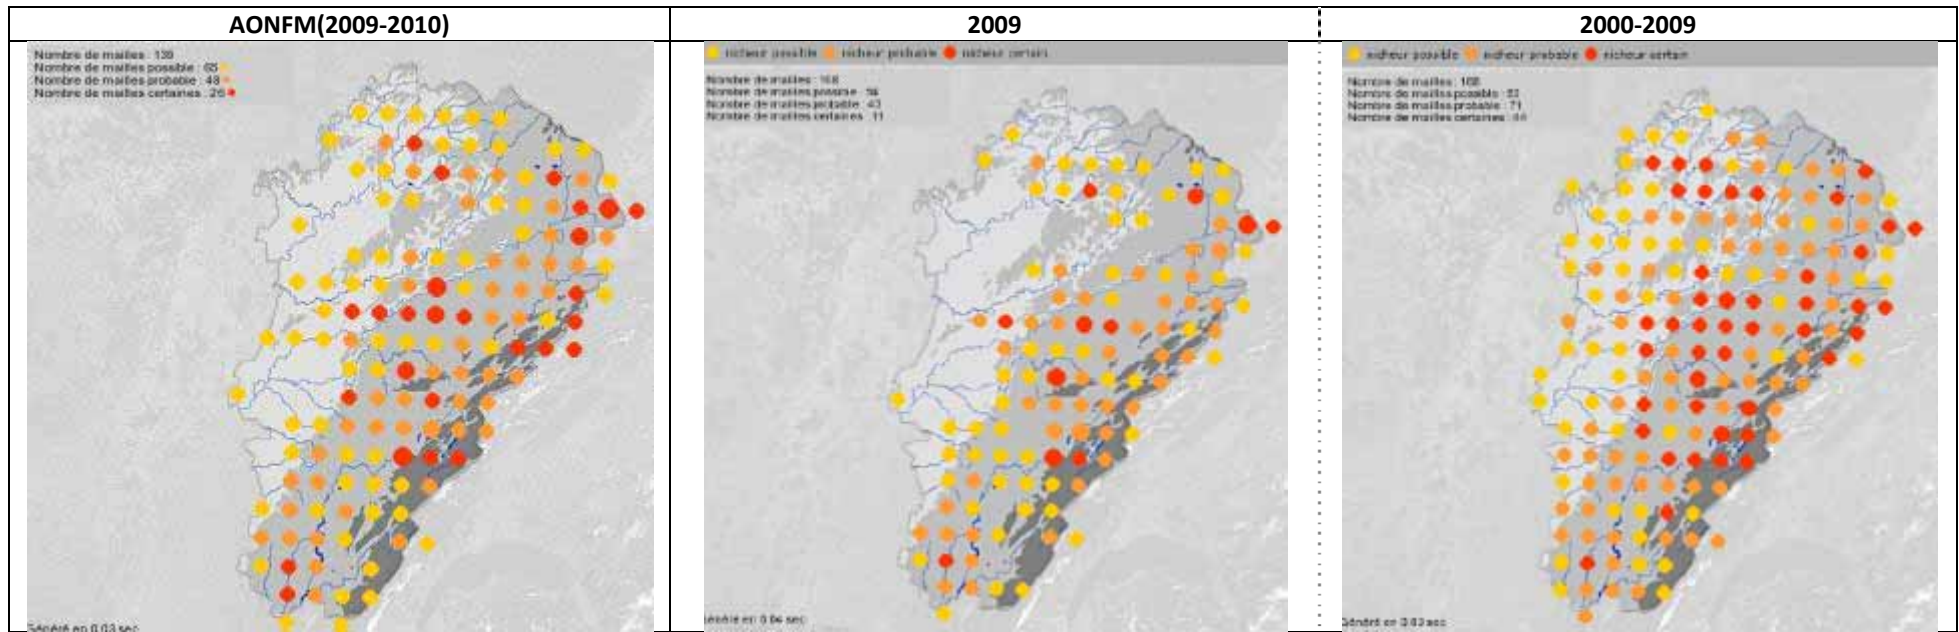 AONFM(2009-2010)
2009
2000-2009
Nombre de mailles : 139
Nombre de mailles possible : 65
Nombre de mailles probable : 48
Nombre de mailles certaines : 26
nicheur possible nicheur probable nicheur certain
Nombre de mailles : 108
Nombre de mailles possible : 54
Nombre de mailles probable : 43
Nombre de mailles certaines : 11
nicheur possible nicheur probable nicheur certain
Nombre de mailles : 168
Nombre de mailles possible :
Nombre de mailles probable : 71
Nombre de mailles certaines :
Généré en 0.03 sec
Généré en 0.04 sec
Généré en 0.03 sec